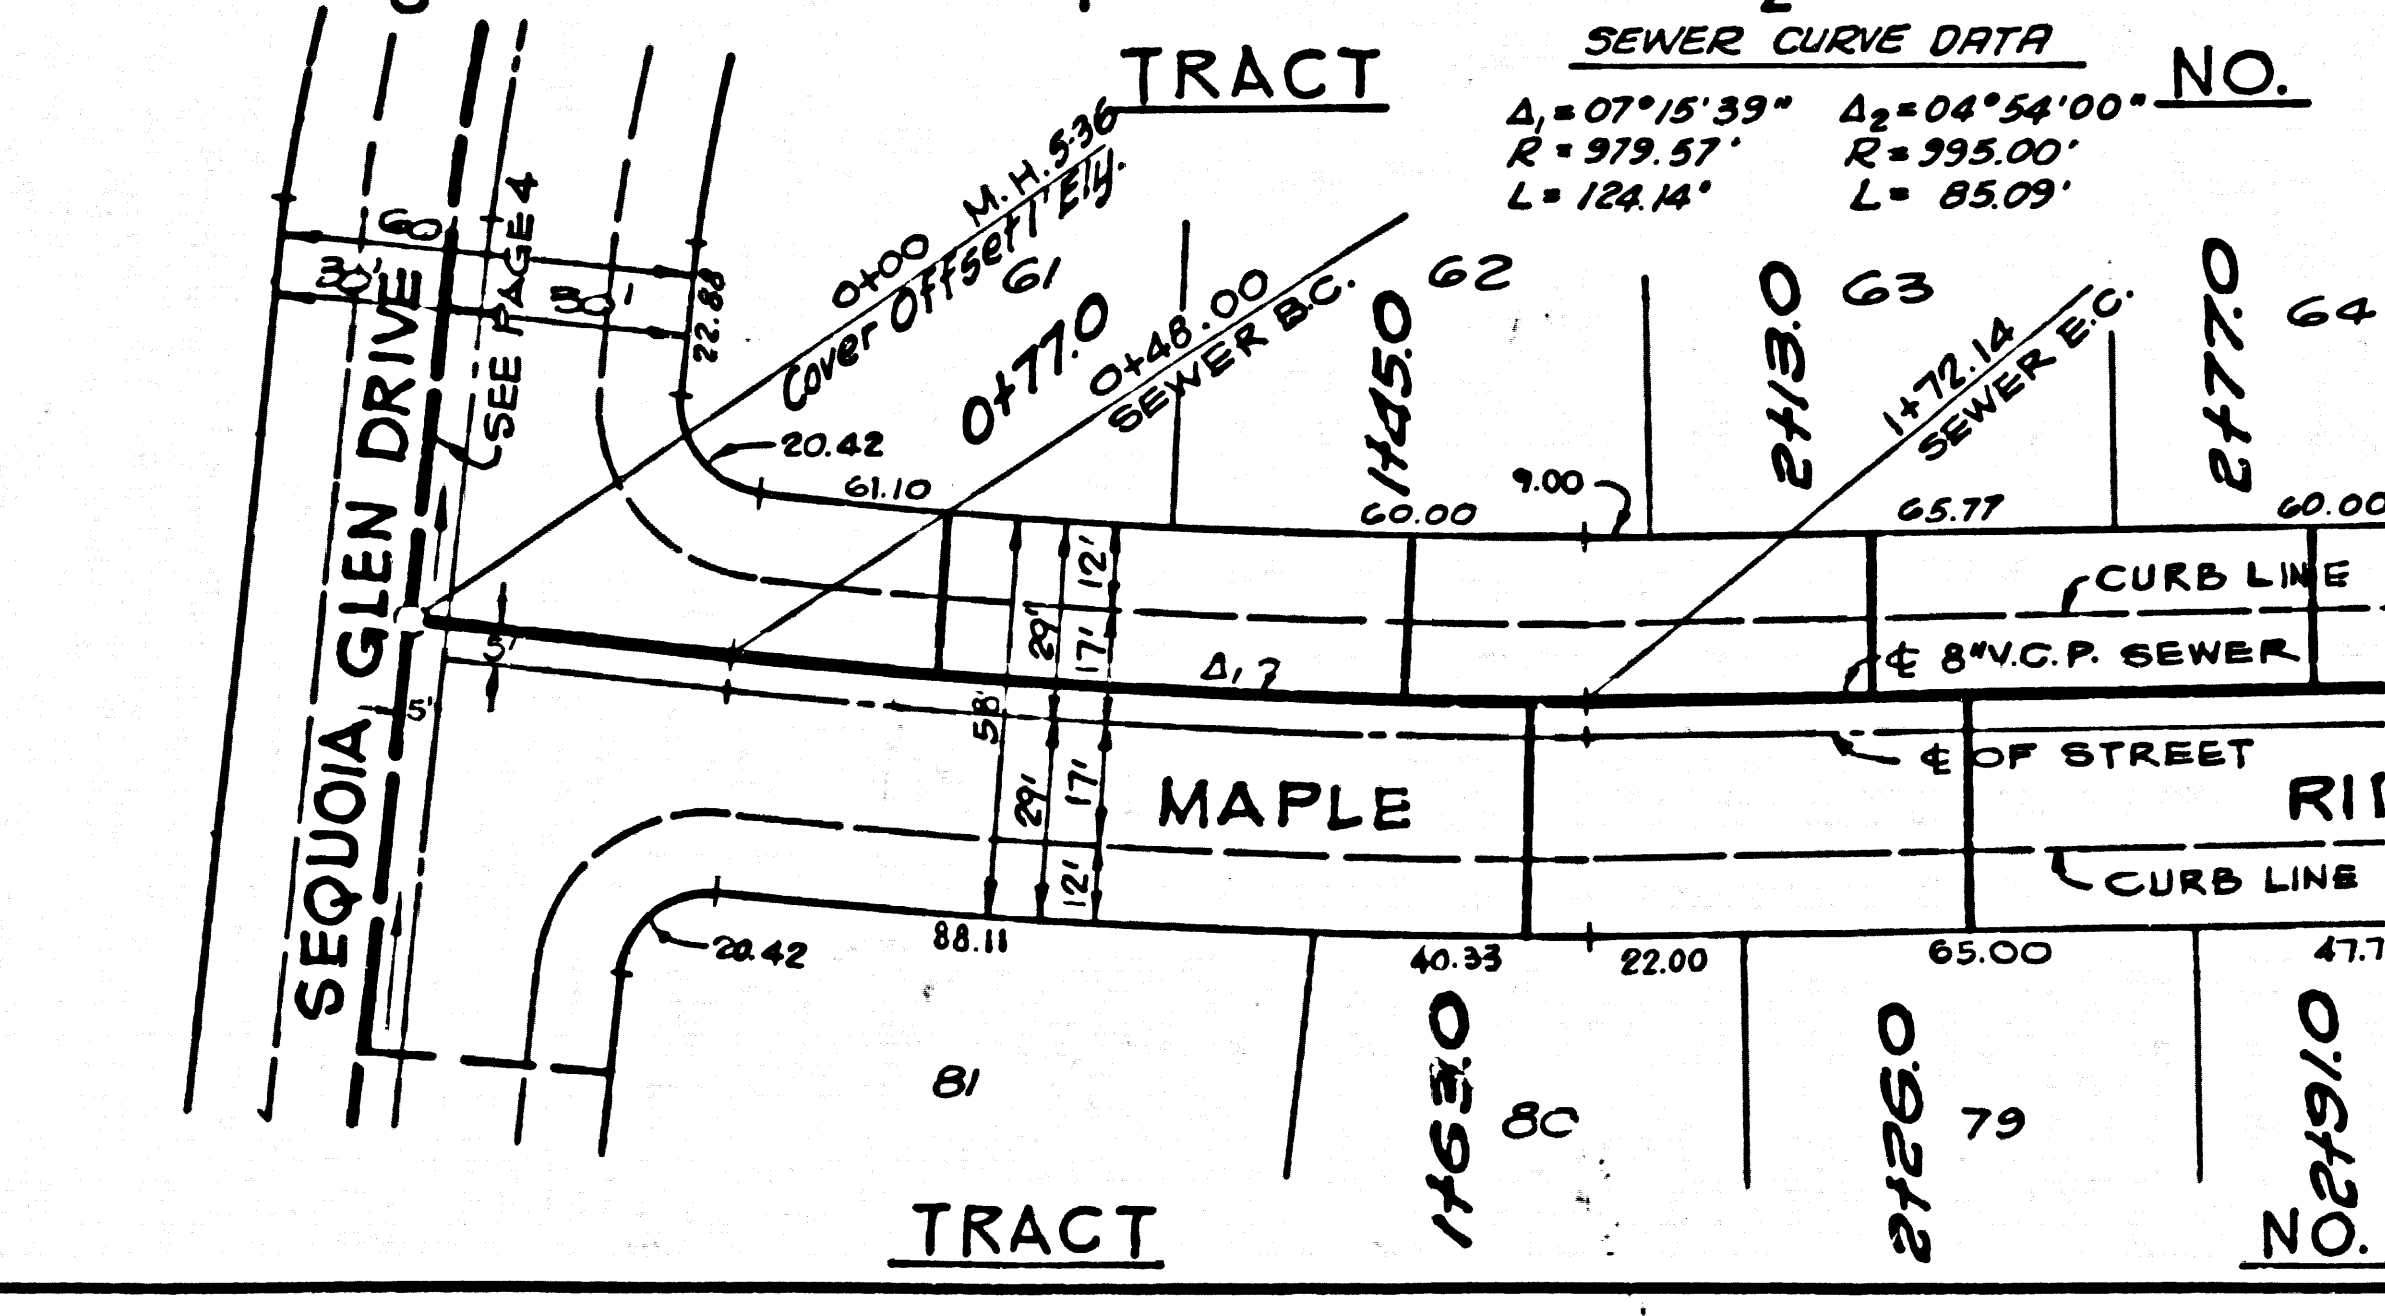 TRACT
SEWER CURVE DATA
NO.
Δ₁ = 07°15'39" Δ₂ = 04°54'00"
R = 979.57' R = 995.00'
L = 124.14' L = 85.09'
0+00 M.H. 5-36
Cover Offset 1' Ely.
60
30'
30'
22.88
(SEE PAGE 4
SEQUOIA GLEN DRIVE
61
0+77.0
0+48.00
SEWER B.C.
62
1+45.0
2+13.0
63
1+72.14
SEWER E.C.
2+77.0
64
20.42
61.10
60.00
9.00
65.77
60.00
12'
29'
17'
CURB LINE
5'
5'
Δ₁
℄ 8" V.C.P. SEWER
58'
29'
17'
12'
℄ OF STREET
MAPLE
CURB LINE
20.42
88.11
40.33
22.00
65.00
47.7
81
1+63.0
80
2+26.0
79
2+91.0
TRACT
NO.